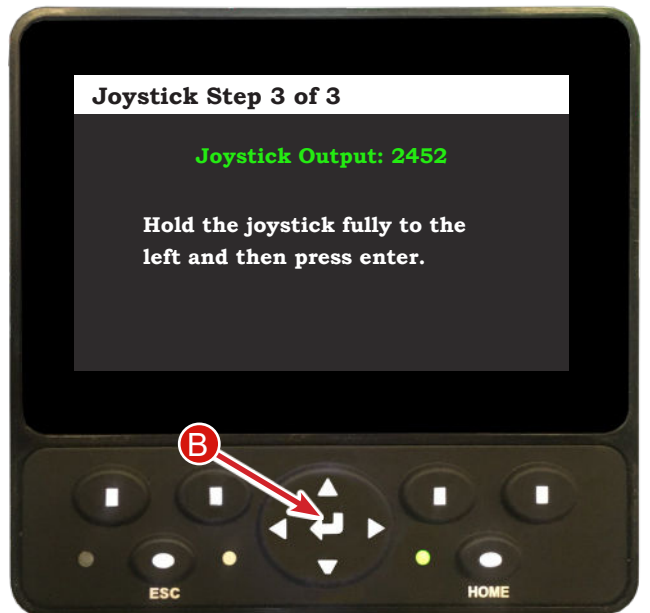 Joystick Step 3 of 3
Joystick Output: 2452
Hold the joystick fully to the
left and then press enter.
B
ESC
HOME